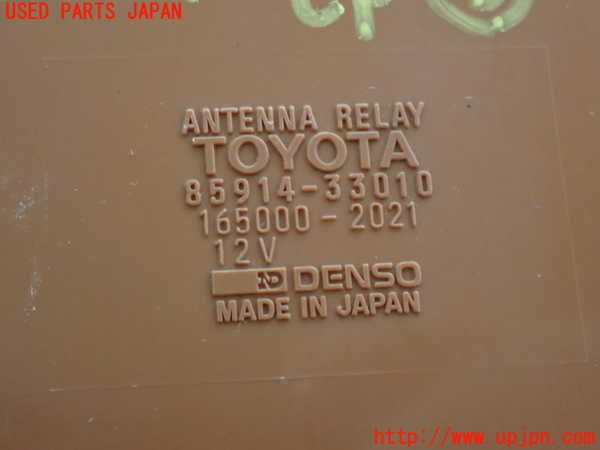 USED PARTS JAPAN
ANTENNA RELAY
TOYOTA
85914-33010
165000-2021
12V
ND DENSO
MADE IN JAPAN
http://www.upjpn.com